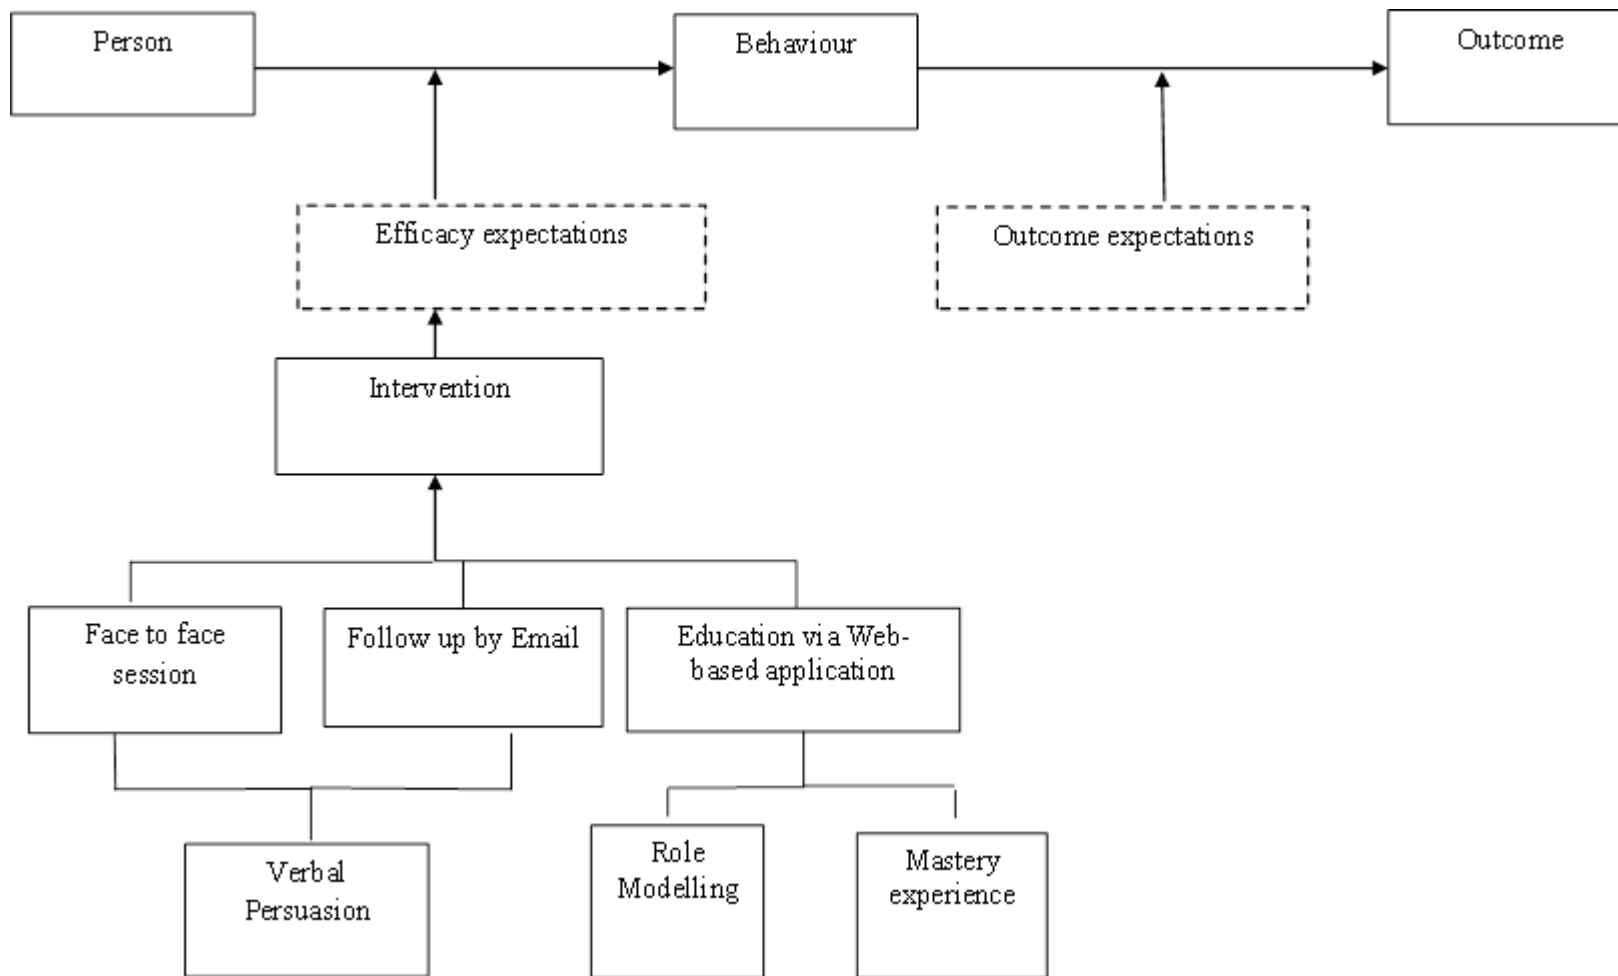 Person
Behaviour
Outcome
Efficacy expectations
Outcome expectations
Intervention
Face to face
session
Follow up by Email
Education via Web-
based application
Verbal
Persuasion
Role
Modelling
Mastery
experience